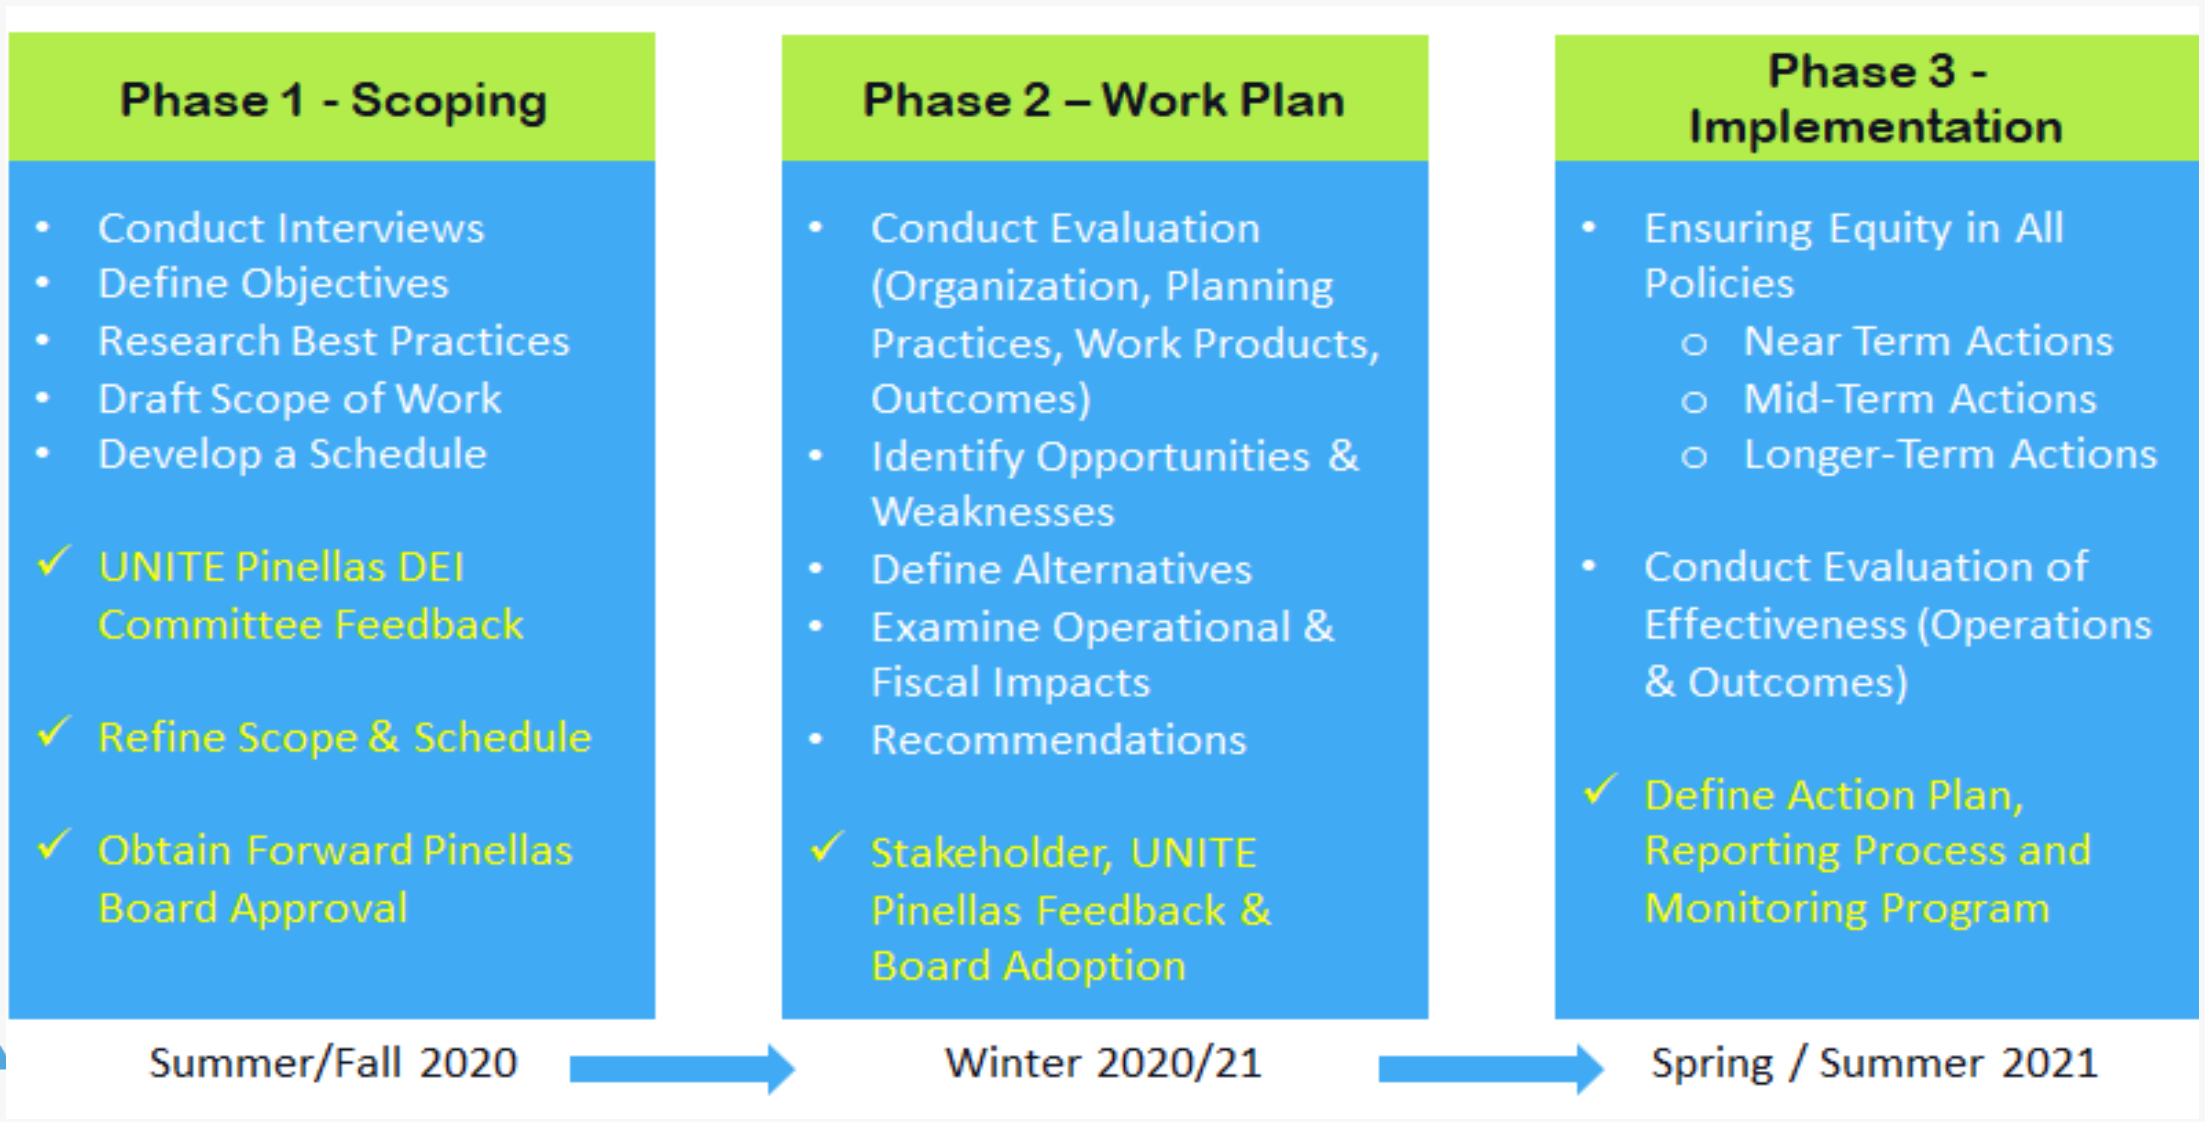 Phase 1 - Scoping
• Conduct Interviews
• Define Objectives
• Research Best Practices
• Draft Scope of Work
• Develop a Schedule
✓ UNITE Pinellas DEI
Committee Feedback
✓ Refine Scope & Schedule
✓ Obtain Forward Pinellas
Board Approval
Summer/Fall 2020
Phase 2 – Work Plan
• Conduct Evaluation
(Organization, Planning
Practices, Work Products,
Outcomes)
• Identify Opportunities &
Weaknesses
• Define Alternatives
• Examine Operational &
Fiscal Impacts
• Recommendations
✓ Stakeholder, UNITE
Pinellas Feedback &
Board Adoption
Winter 2020/21
Phase 3 -
Implementation
• Ensuring Equity in All
Policies
o Near Term Actions
o Mid-Term Actions
o Longer-Term Actions
• Conduct Evaluation of
Effectiveness (Operations
& Outcomes)
✓ Define Action Plan,
Reporting Process and
Monitoring Program
Spring / Summer 2021